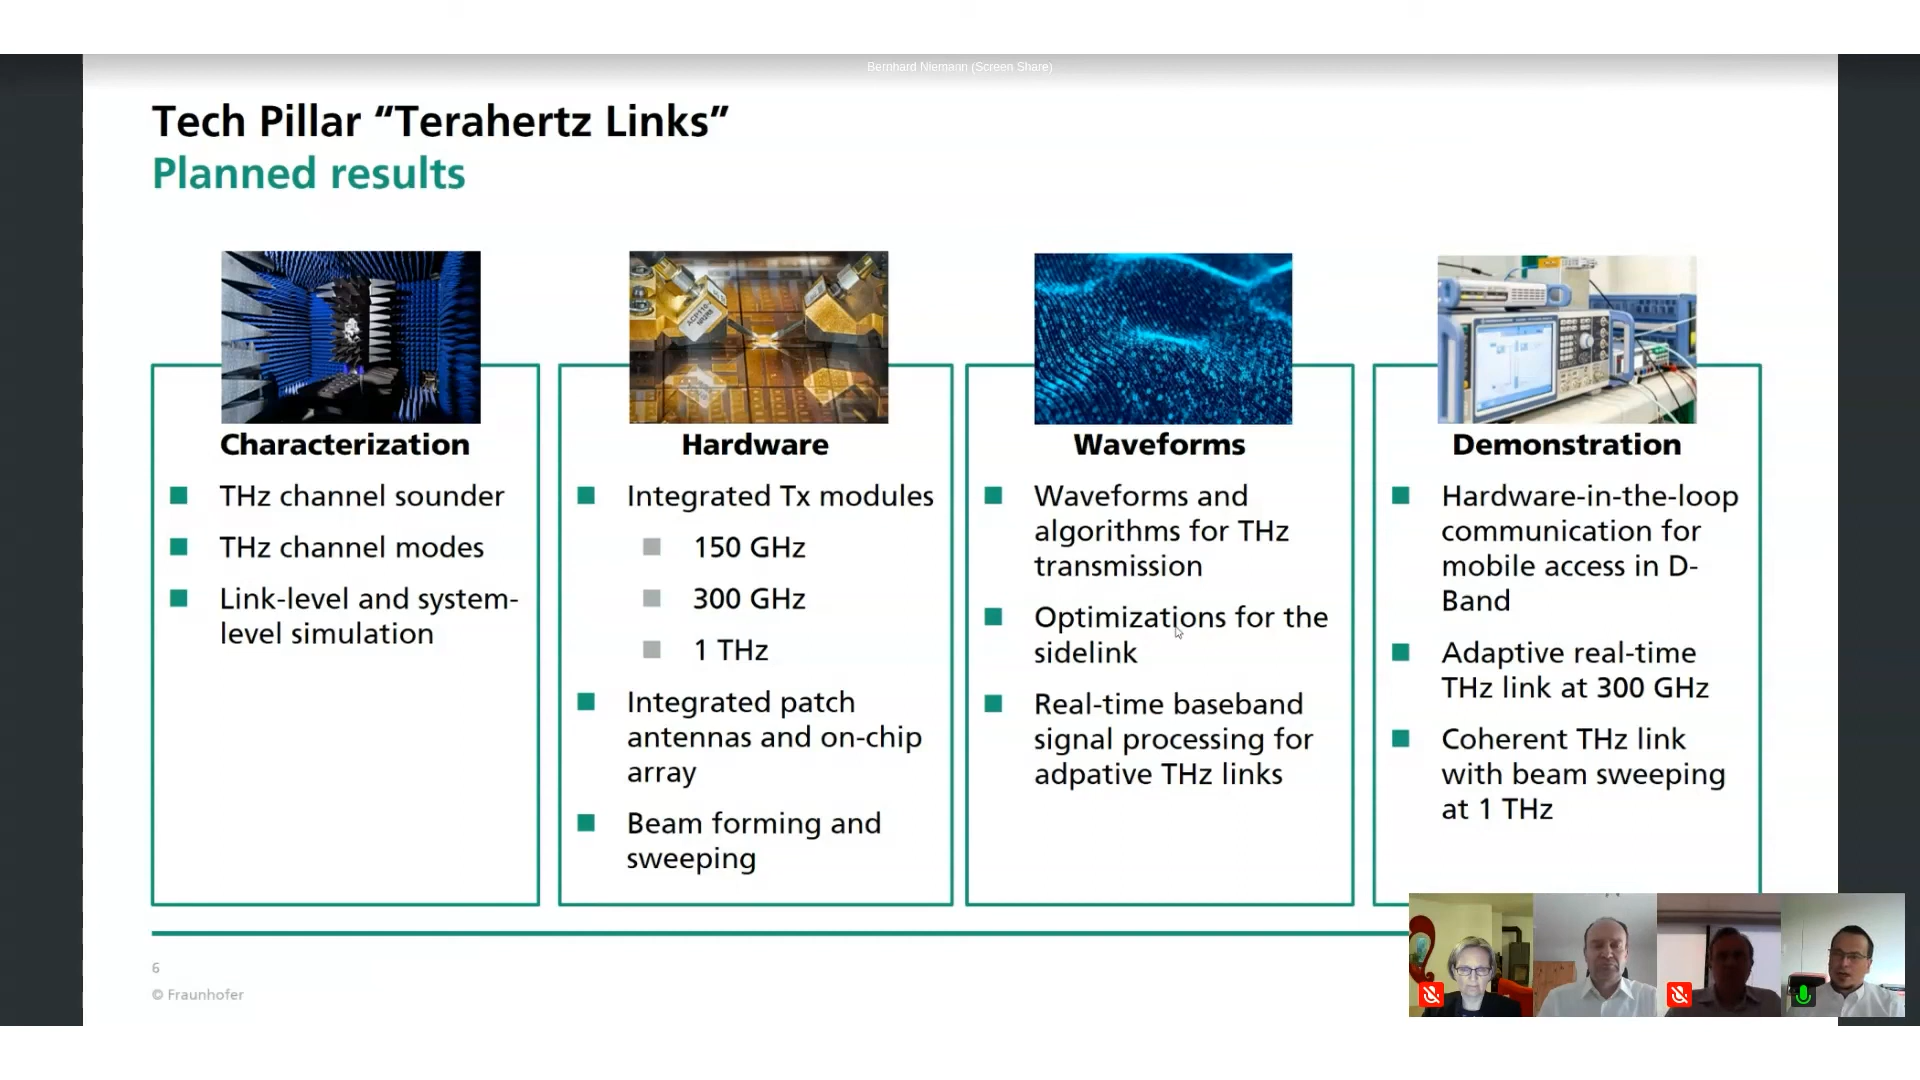 Bernhard Niemann (Screen Share)
Tech Pillar “Terahertz Links”
Planned results
Characterization
THz channel sounder
THz channel modes
Link-level and system-
level simulation
ACP110-
Hardware
Integrated Tx modules
150 GHz
300 GHz
1 THz
Integrated patch
antennas and on-chip
array
Beam forming and
sweeping
Waveforms
Waveforms and
algorithms for THz
transmission
Optimizations for the
sidelink
Real-time baseband
signal processing for
adpative THz links
Demonstration
Hardware-in-the-loop
communication for
mobile access in D-
Band
Adaptive real-time
THz link at 300 GHz
Coherent THz link
with beam sweeping
at 1 THz
6
© Fraunhofer